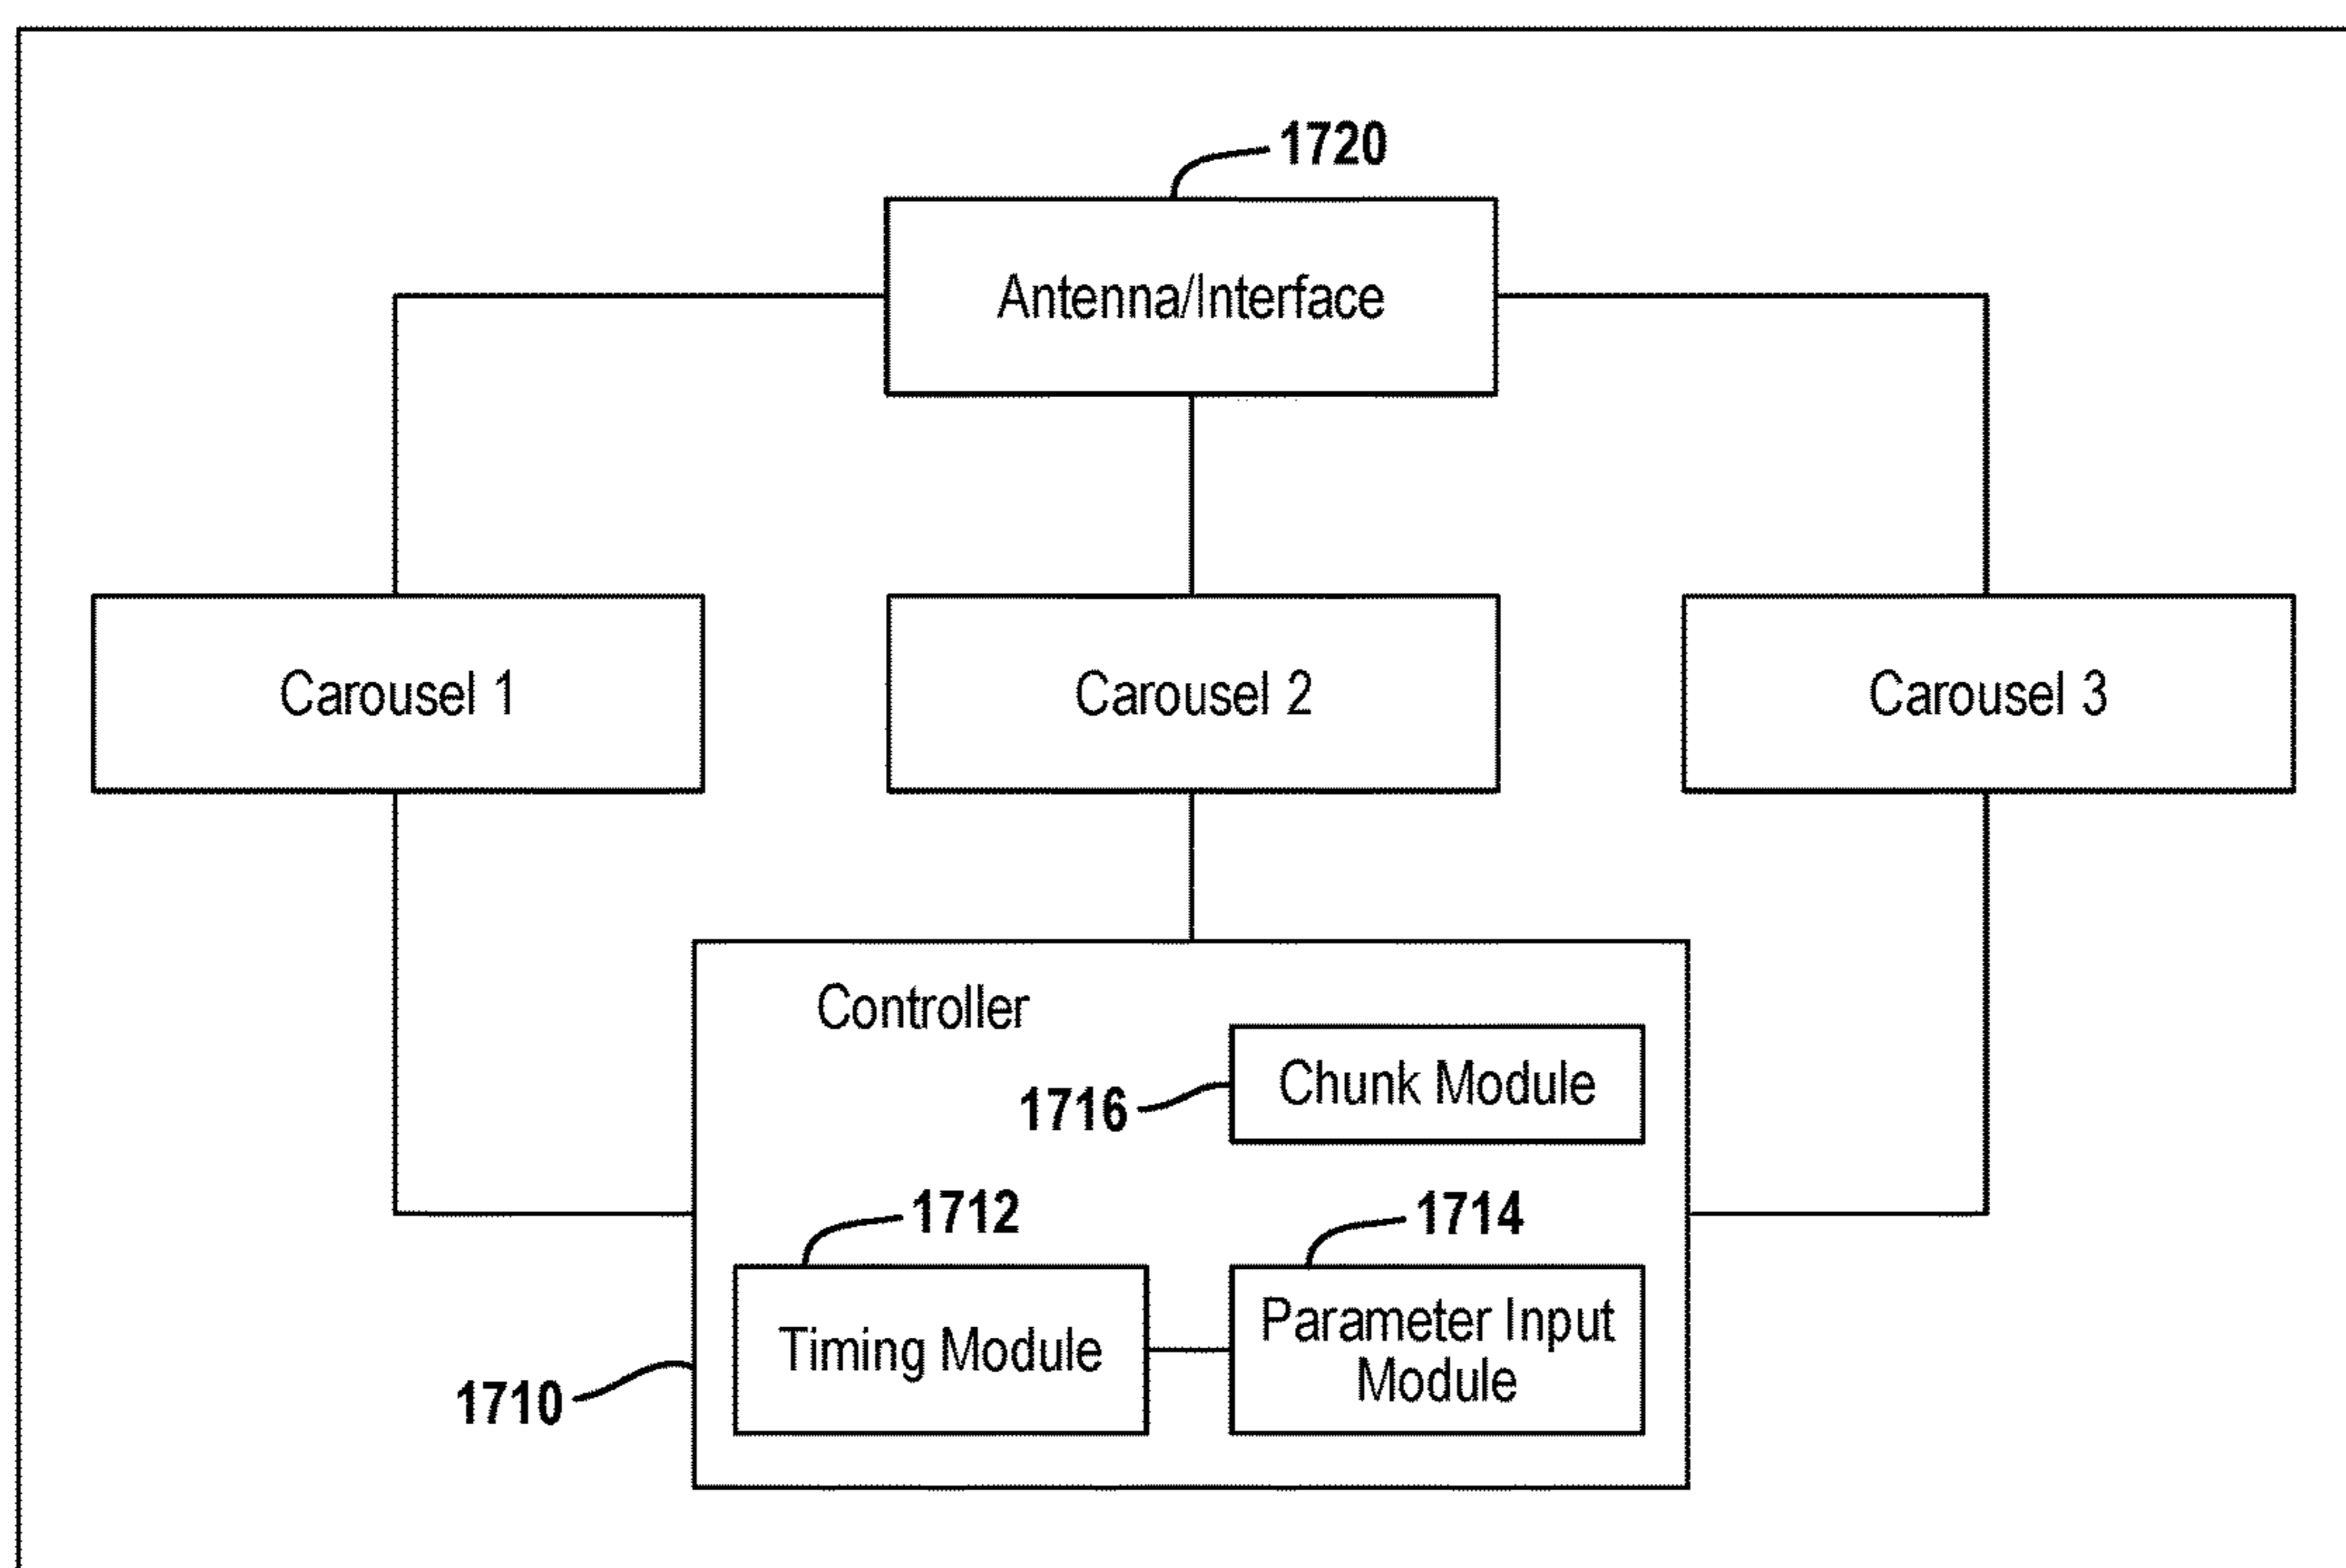 1720
Antenna/Interface
Carousel 1
Carousel 2
Carousel 3
Controller
Chunk Module
1716
1712
1714
Timing Module
Parameter Input
Module
1710